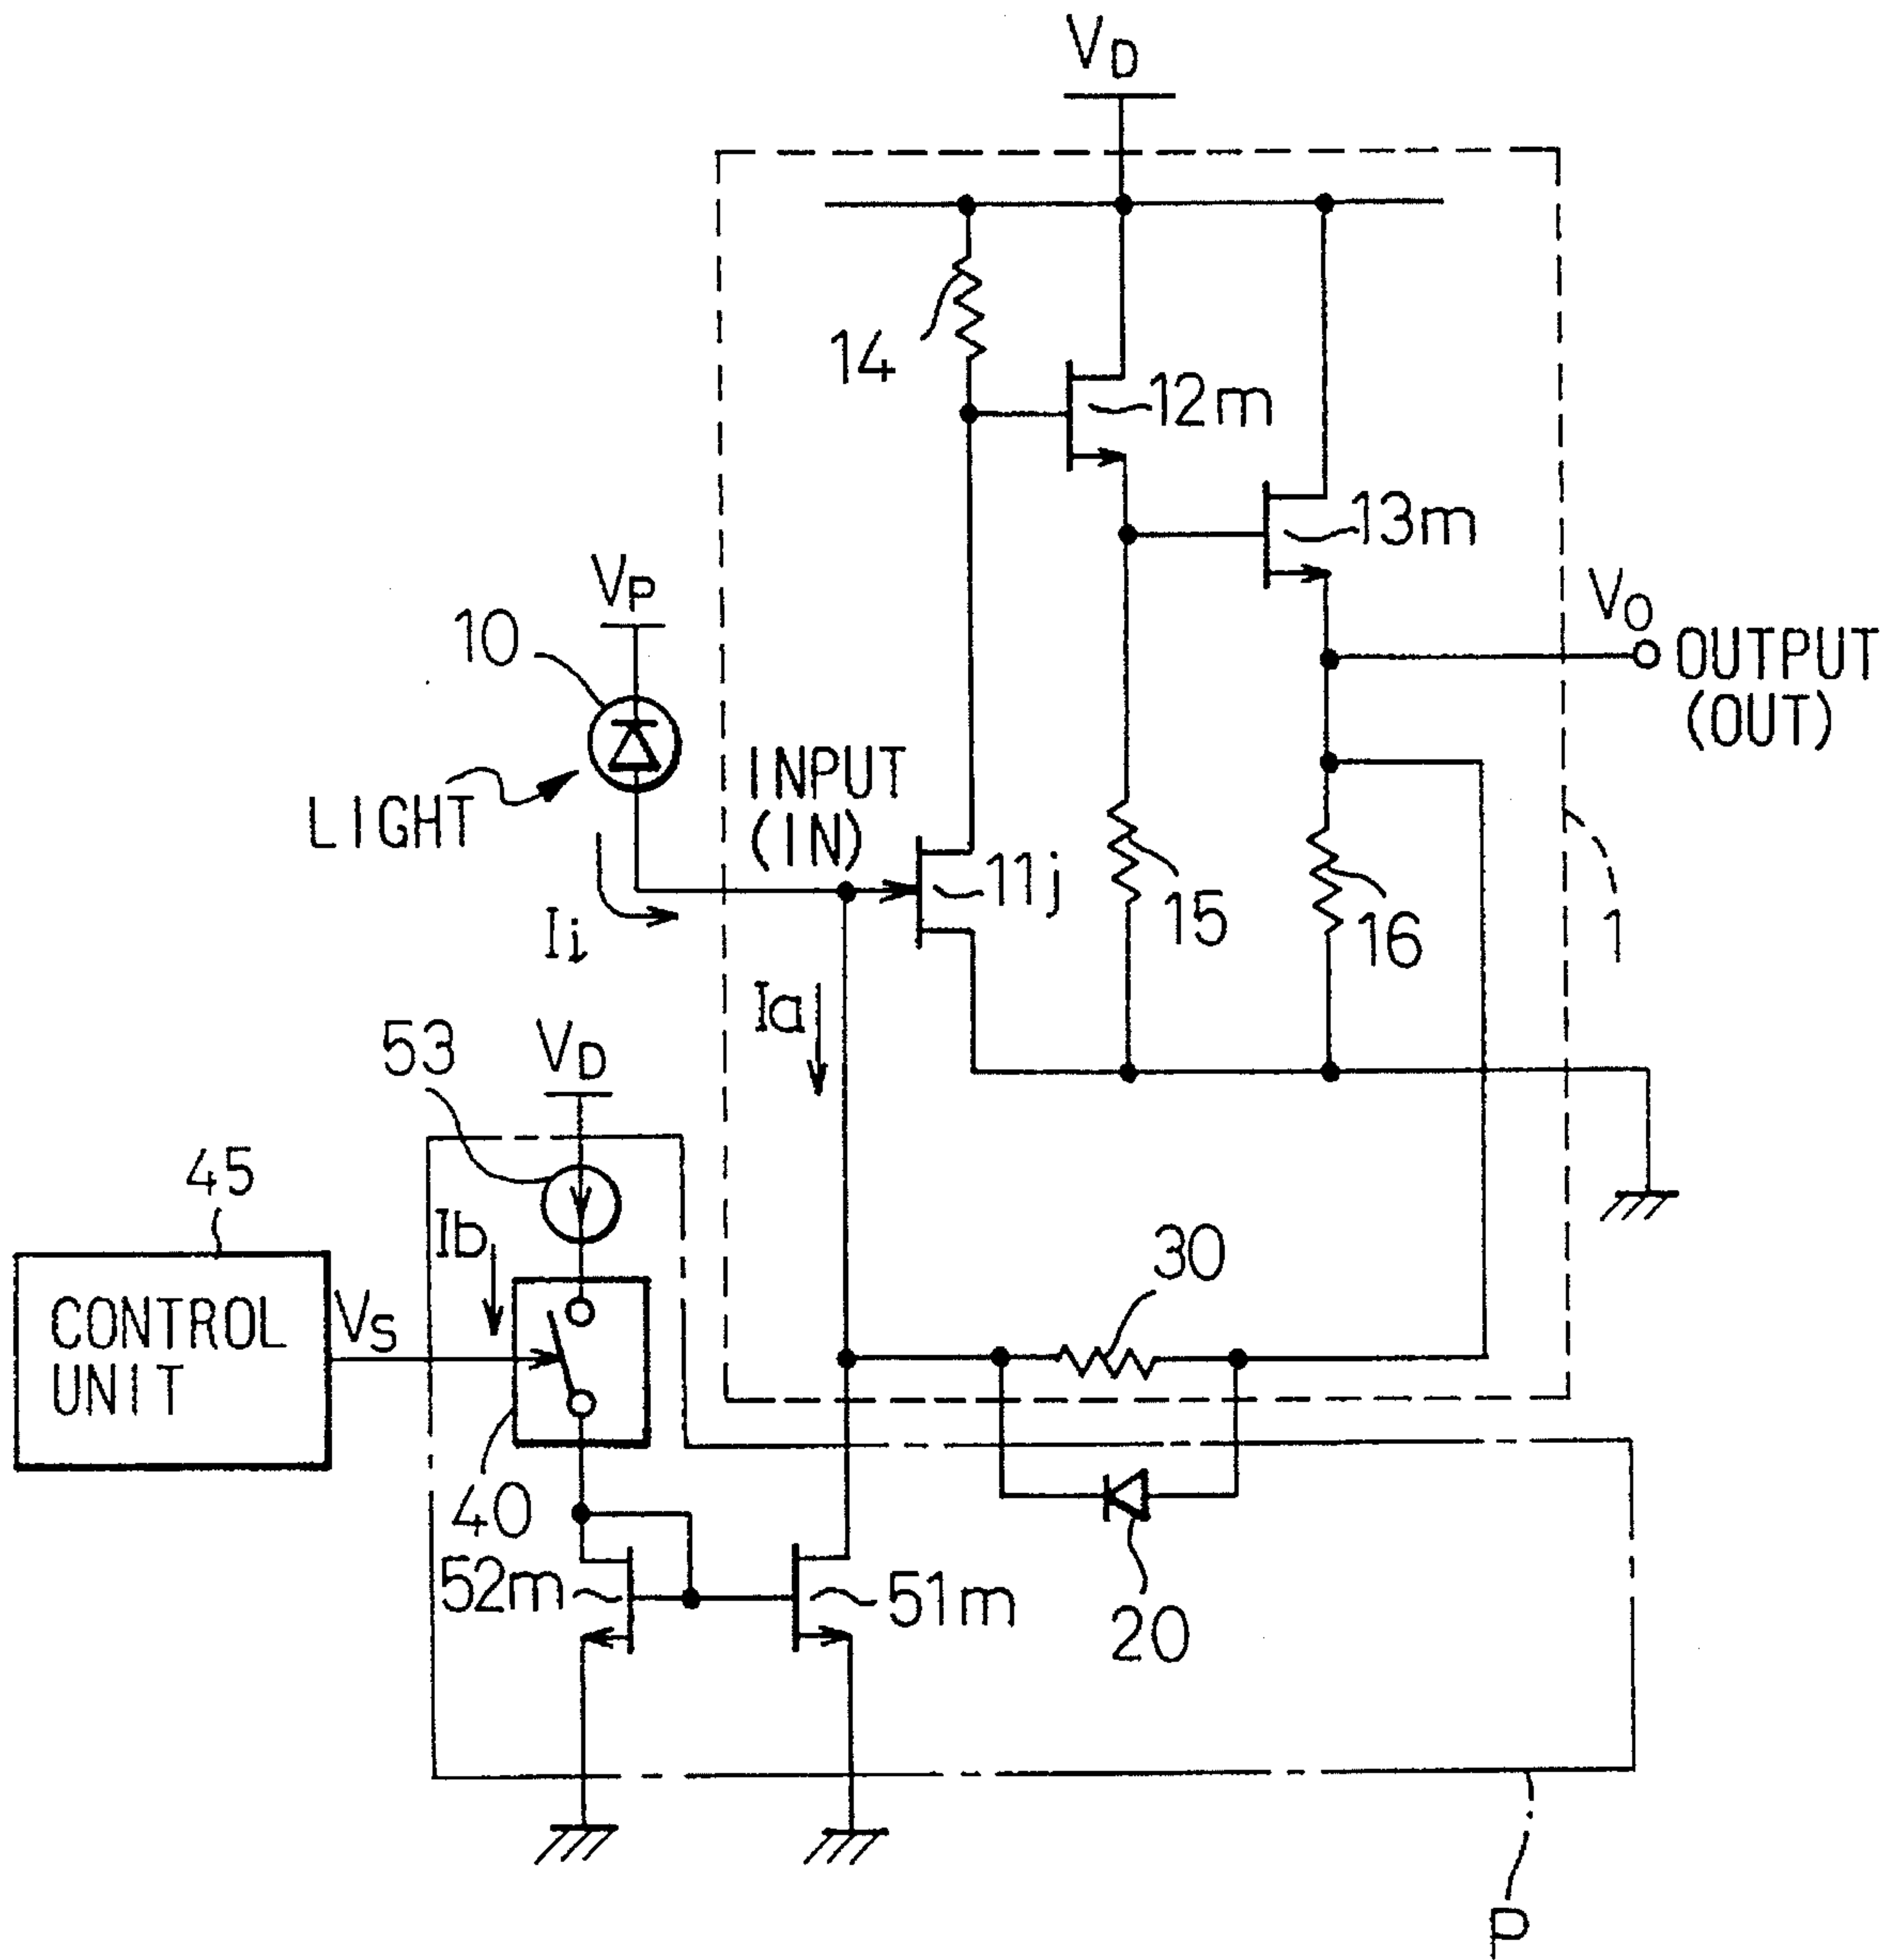 VD
14
12m
13m
VP
10
VO
OUTPUT
(OUT)
LIGHT
INPUT
(IN)
11j
15
16
1
Ii
Ia
53
VD
45
Ib
30
CONTROL
UNIT
VS
40
52m
51m
20
P